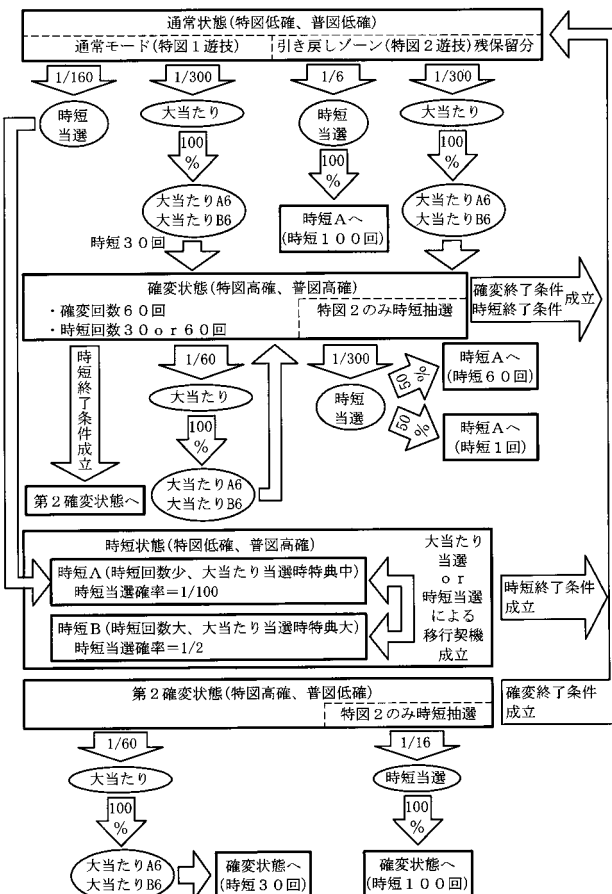 通常状態(特図低確、普図低確)
通常モード(特図1遊技)
引き戻しゾーン(特図2遊技)残保留分
1/160
1/300
1/6
1/300
時短
当選
大当たり
時短
当選
大当たり
100
%
100
%
100
%
大当たりA6
大当たりB6
時短Aへ
(時短100回)
大当たりA6
大当たりB6
時短30回
確変状態(特図高確、普図高確)
・確変回数60回
・時短回数30or60回
特図2のみ時短抽選
確変終了条件
時短終了条件
成立
1/60
1/300
時短終了条件成立
大当たり
時短
当選
50
%
時短Aへ
(時短60回)
50
%
時短Aへ
(時短1回)
100
%
第2確変状態へ
大当たりA6
大当たりB6
時短状態(特図低確、普図高確)
時短A(時短回数少、大当たり当選時特典中)
時短当選確率=1/100
時短B(時短回数大、大当たり当選時特典大)
時短当選確率=1/2
大当たり
当選
or
時短当選
による
移行契機
成立
時短終了条件
成立
第2確変状態(特図高確、普図低確)
特図2のみ時短抽選
確変終了条件
成立
1/60
1/16
大当たり
時短当選
100
%
100
%
大当たりA6
大当たりB6
確変状態へ
(時短30回)
確変状態へ
(時短100回)